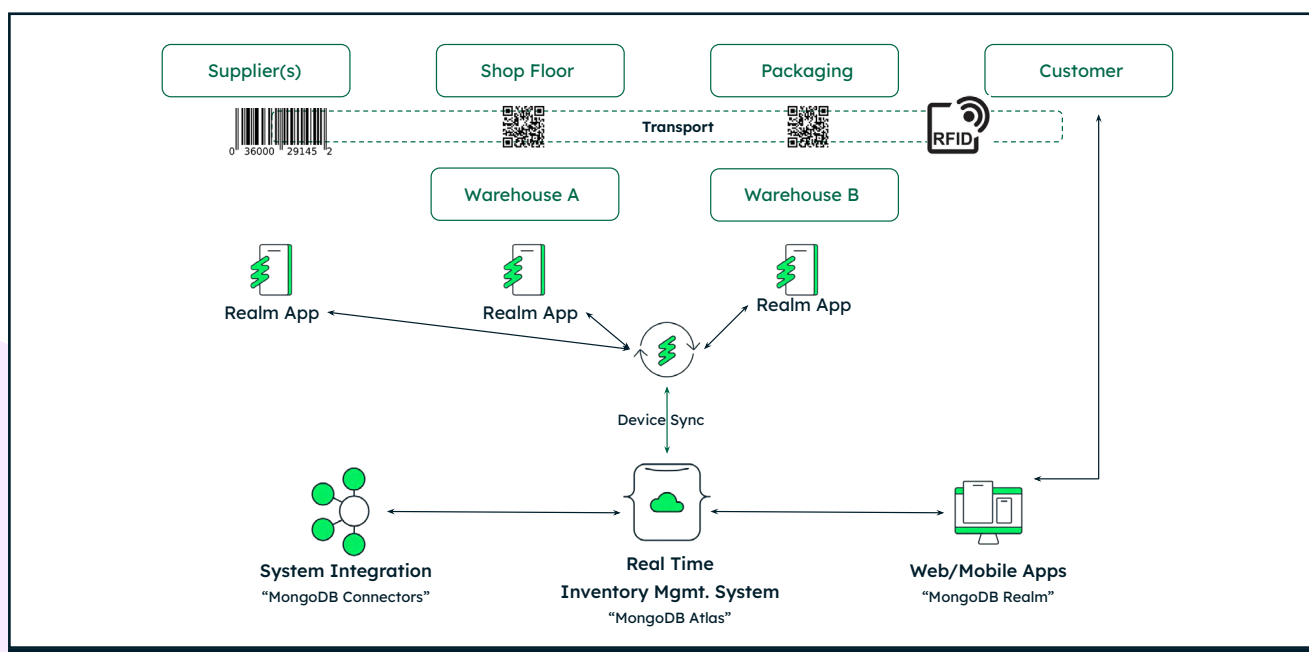 Supplier(s)
Shop Floor
Packaging
Customer
Transport
RFID
0 36000 29145 2
Warehouse A
Warehouse B
Realm App
Realm App
Realm App
Device Sync
System Integration
“MongoDB Connectors”
Real Time
Inventory Mgmt. System
“MongoDB Atlas”
Web/Mobile Apps
“MongoDB Realm”